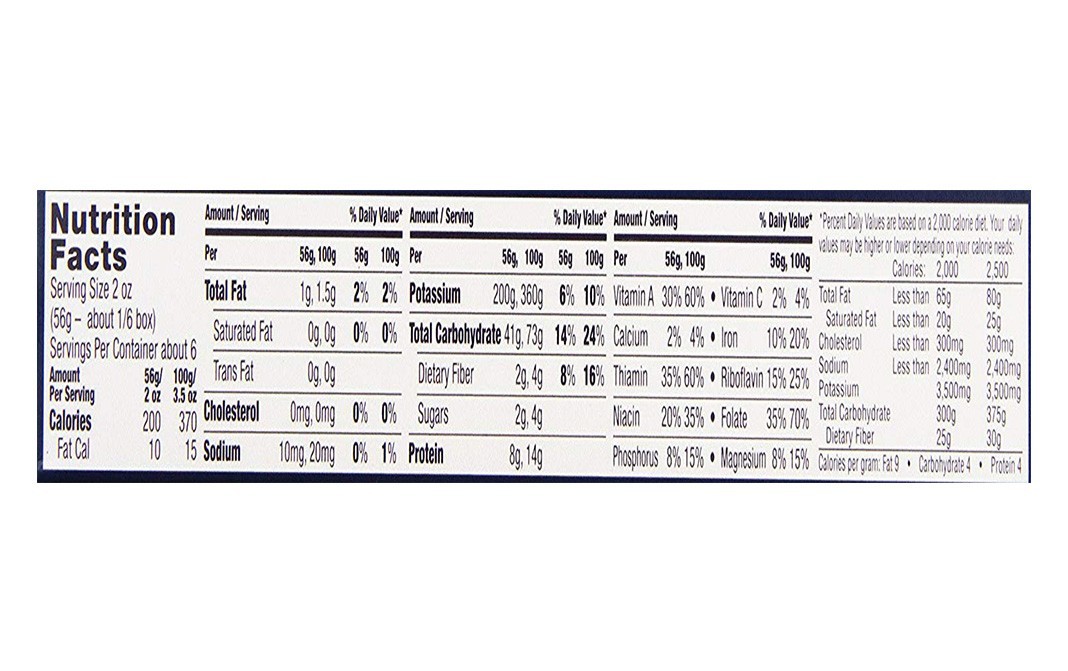 Nutrition
Facts
Serving Size 2 oz
(56g – about 1/6 box)
Servings Per Container about 6
Amount 56g/ 100g/
Per Serving 2 oz 3.5 oz
Calories 200 370
Fat Cal 10 15
Amount / Serving % Daily Value*
Per 56g, 100g 56g 100g
Total Fat 1g, 1.5g 2% 2%
Saturated Fat 0g, 0g 0% 0%
Trans Fat 0g, 0g
Cholesterol 0mg, 0mg 0% 0%
Sodium 10mg, 20mg 0% 1%
Amount / Serving % Daily Value*
Per 56g, 100g 56g 100g
Potassium 200g, 360g 6% 10%
Total Carbohydrate 41g, 73g 14% 24%
Dietary Fiber 2g, 4g 8% 16%
Sugars 2g, 4g
Protein 8g, 14g
Amount / Serving % Daily Value*
Per 56g, 100g 56g, 100g
Vitamin A 30% 60% • Vitamin C 2% 4%
Calcium 2% 4% • Iron 10% 20%
Thiamin 35% 60% • Riboflavin 15% 25%
Niacin 20% 35% • Folate 35% 70%
Phosphorus 8% 15% • Magnesium 8% 15%
*Percent Daily Values are based on a 2,000 calorie diet. Your daily
values may be higher or lower depending on your calorie needs:
Calories: 2,000 2,500
Total Fat Less than 65g 80g
Saturated Fat Less than 20g 25g
Cholesterol Less than 300mg 300mg
Sodium Less than 2,400mg 2,400mg
Potassium 3,500mg 3,500mg
Total Carbohydrate 300g 375g
Dietary Fiber 25g 30g
Calories per gram: Fat 9 • Carbohydrate 4 • Protein 4